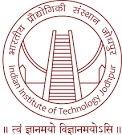 भारतीय प्रौद्योगिकी संस्थान जोधपुर
Indian Institute of Technology Jodhpur
॥ त्वं ज्ञानमयो विज्ञानमयोऽसि ॥